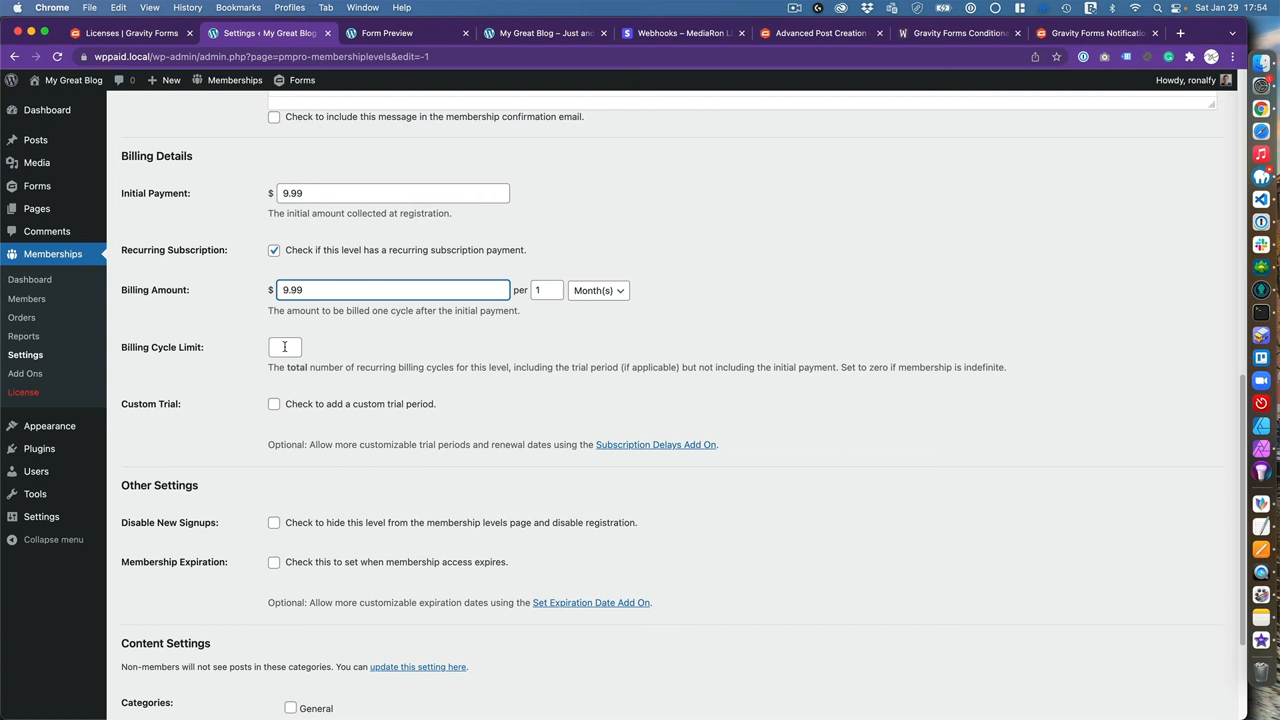 Chrome File Edit View History Bookmarks Profiles Tab Window Help Sat Jan 29 17:54
Licenses | Gravity Forms Settings ‹ My Great Blog Form Preview My Great Blog – Just and Webhooks – MediaRon L Advanced Post Creation Gravity Forms Conditiona Gravity Forms Notification
wppaid.local/wp-admin/admin.php?page=pmpro-membershiplevels&edit=-1
My Great Blog 0 New Memberships Forms Howdy, ronalfy
Dashboard
Posts
Media
Forms
Pages
Comments
Memberships
Dashboard
Members
Orders
Reports
Settings
Add Ons
License
Appearance
Plugins
Users
Tools
Settings
Collapse menu
Check to include this message in the membership confirmation email.
Billing Details
Initial Payment: $ 9.99
The initial amount collected at registration.
Recurring Subscription: Check if this level has a recurring subscription payment.
Billing Amount: $ 9.99 per 1 Month(s)
The amount to be billed one cycle after the initial payment.
Billing Cycle Limit:
The total number of recurring billing cycles for this level, including the trial period (if applicable) but not including the initial payment. Set to zero if membership is indefinite.
Custom Trial: Check to add a custom trial period.
Optional: Allow more customizable trial periods and renewal dates using the Subscription Delays Add On.
Other Settings
Disable New Signups: Check to hide this level from the membership levels page and disable registration.
Membership Expiration: Check this to set when membership access expires.
Optional: Allow more customizable expiration dates using the Set Expiration Date Add On.
Content Settings
Non-members will not see posts in these categories. You can update this setting here.
Categories: General